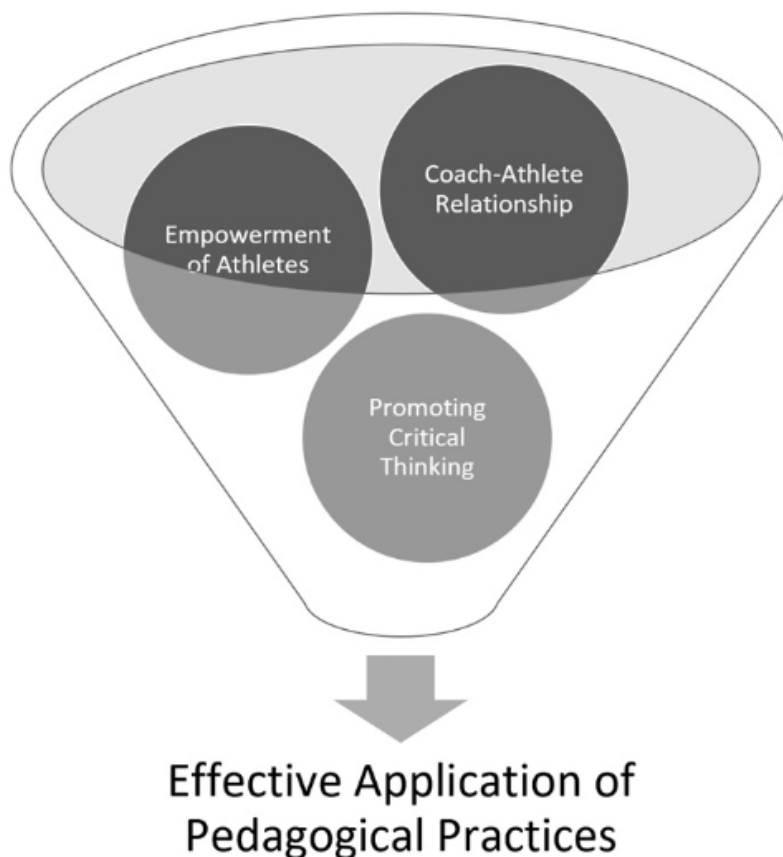 Coach-Athlete
Relationship
Empowerment
of Athletes
Promoting
Critical
Thinking
Effective Application of
Pedagogical Practices